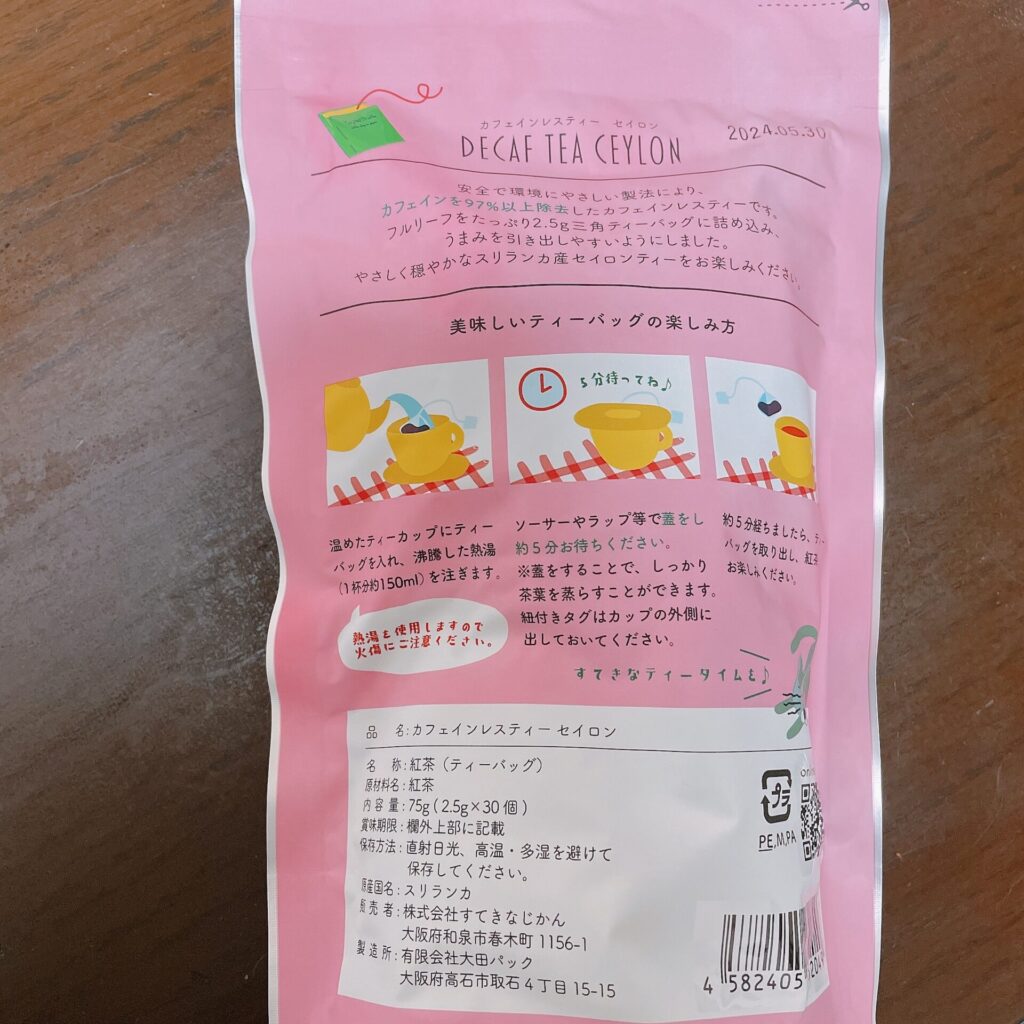 カフェインレスティー セイロン
DECAF TEA CEYLON
2024.05.30
安全で環境にやさしい製法により、
カフェインを97%以上除去したカフェインレスティーです。
フルリーフをたっぷり2.5g三角ティーバッグに詰め込み、
うまみを引き出しやすいようにしました。
やさしく穏やかなスリランカ産セイロンティーをお楽しみください。
美味しいティーバッグの楽しみ方
5分待ってね♪
温めたティーカップにティー
バッグを入れ、沸騰した熱湯
(1杯分約150ml)を注ぎます。
熱湯を使用しますので
火傷にご注意ください。
ソーサーやラップ等で蓋をし
約5分お待ちください。
※蓋をすることで、しっかり
茶葉を蒸らすことができます。
紐付きタグはカップの外側に
出しておいてください。
約5分経ちましたら、ティー
バッグを取り出し、紅茶
お楽しみください。
すてきなティータイムを♪
品 名:カフェインレスティー セイロン
名 称:紅茶(ティーバッグ)
原材料名:紅茶
内容量:75g(2.5g×30個)
賞味期限:欄外上部に記載
保存方法:直射日光、高温・多湿を避けて
保存してください。
原産国名:スリランカ
販売者:株式会社すてきなじかん
大阪府和泉市春木町1156-1
製造所:有限会社大田パック
大阪府高石市取石4丁目15-15
プラ
PE,M,PA
4 582405